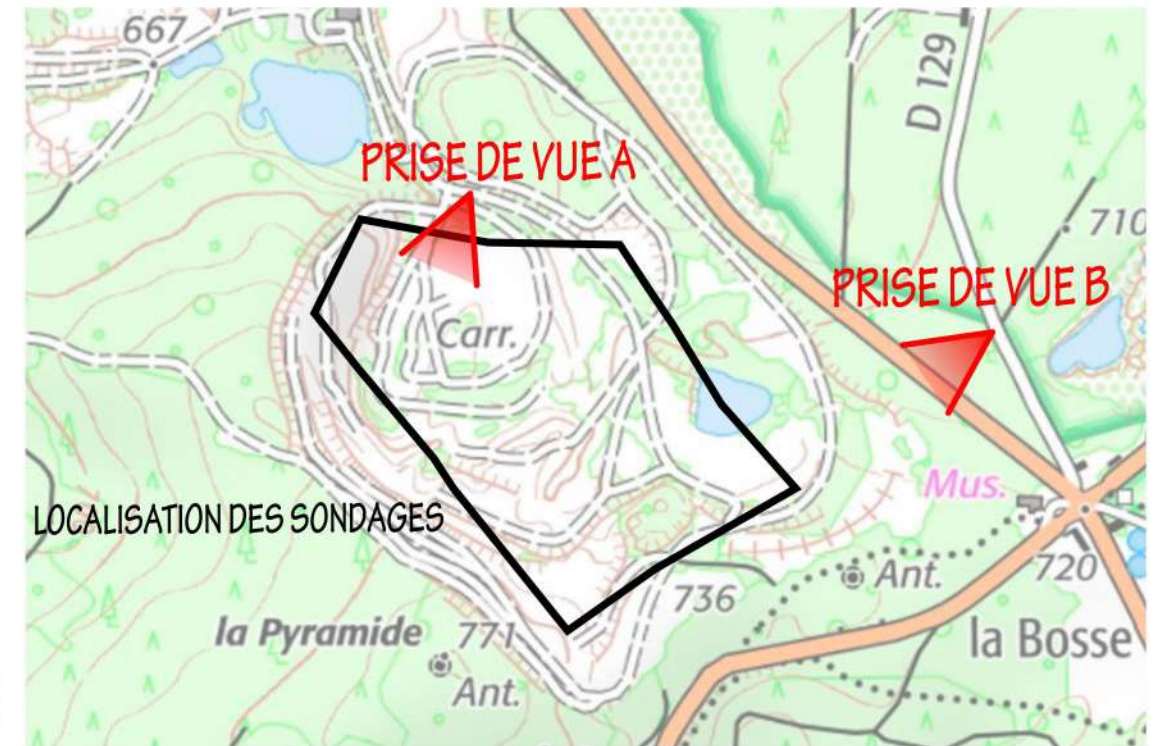 667
D 129
PRISE DE VUE A
710
PRISE DE VUE B
Carr.
Mus.
LOCALISATION DES SONDAGES
Ant.
720
736
la Pyramide
771
la Bosse
Ant.